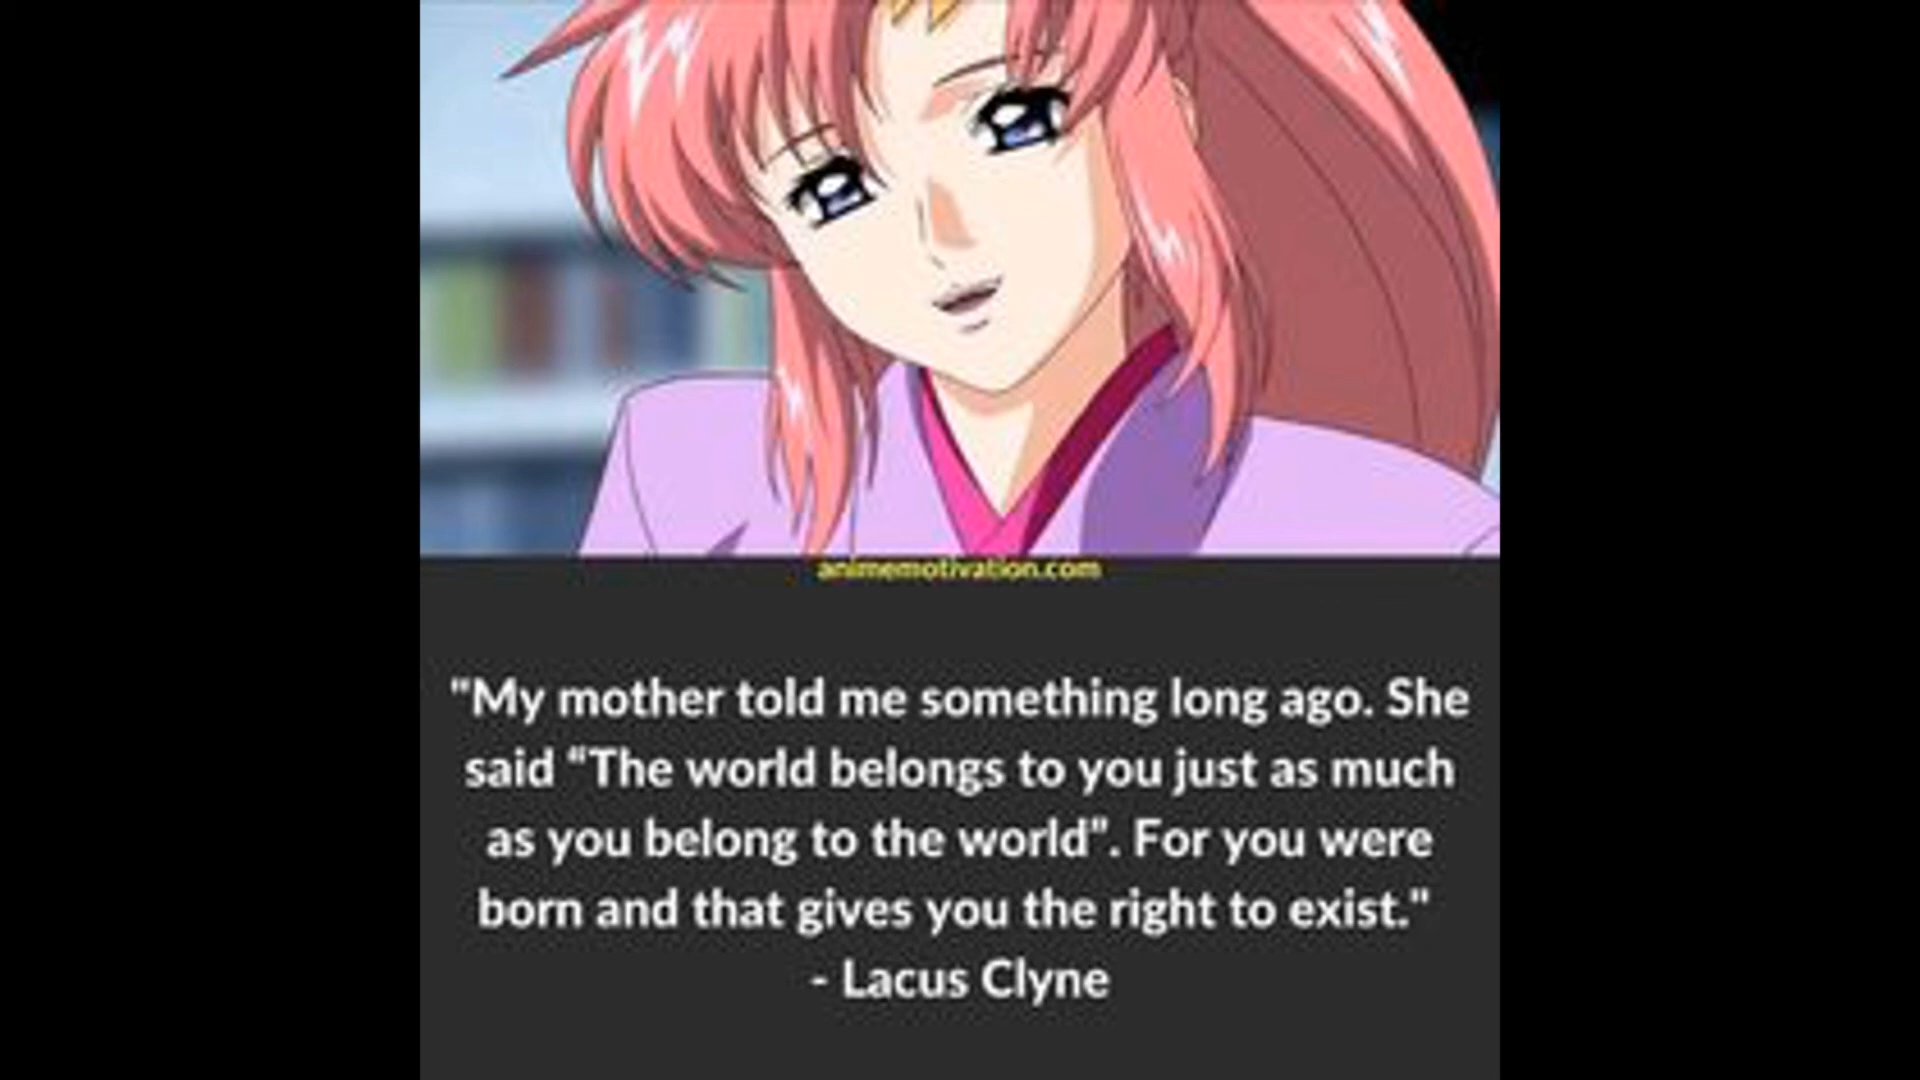 animemotivation.com
"My mother told me something long ago. She
said “The world belongs to you just as much
as you belong to the world”. For you were
born and that gives you the right to exist."
- Lacus Clyne